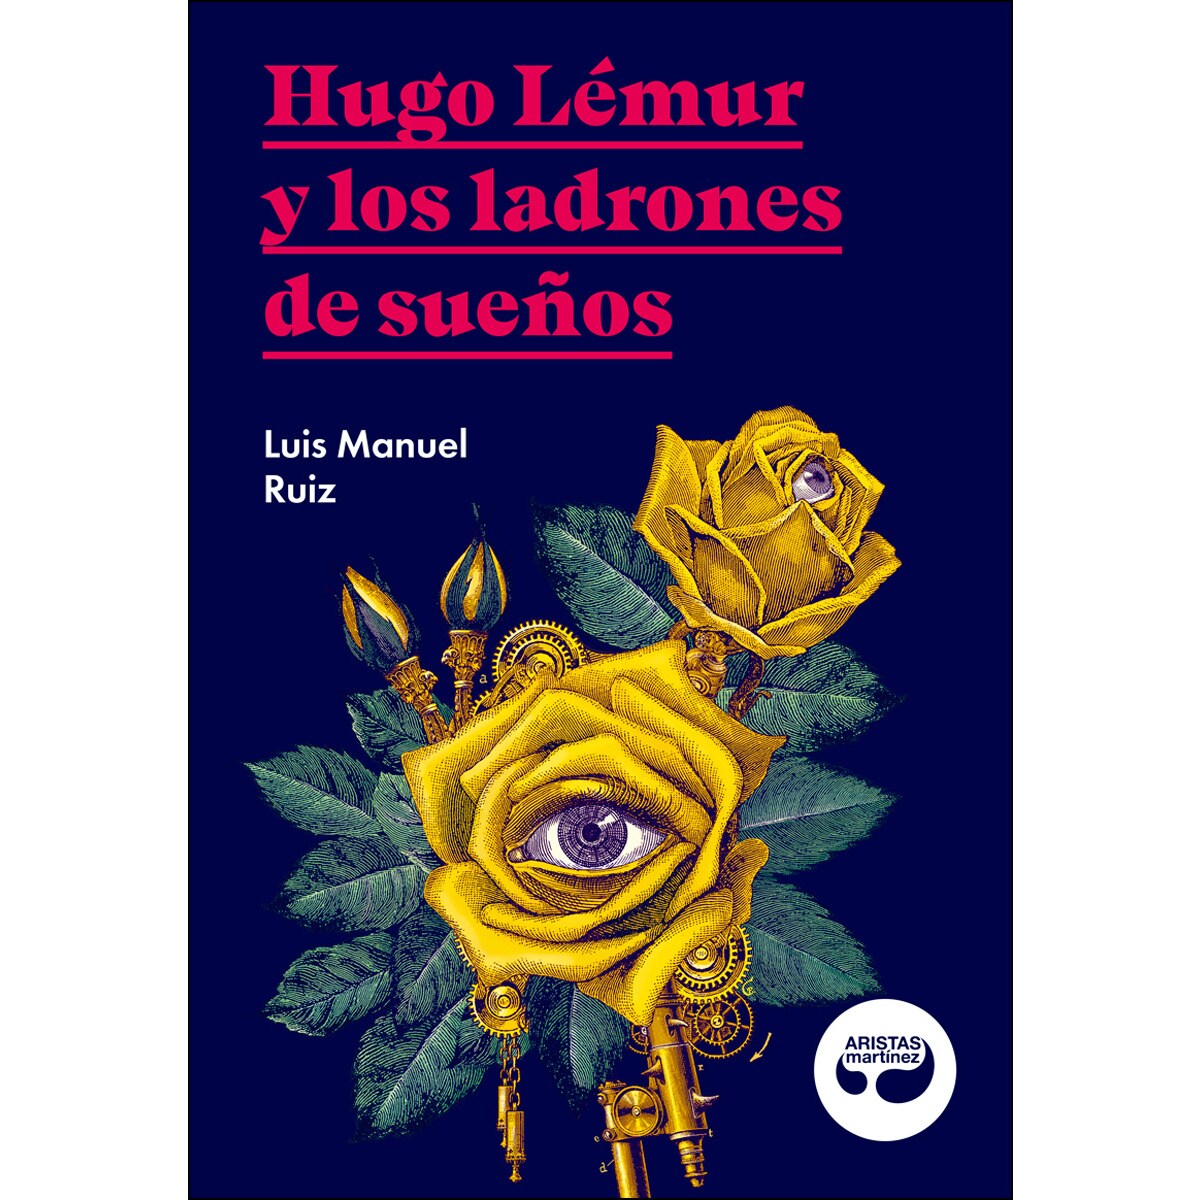 Hugo Lémur
y los ladrones
de sueños
Luis Manuel
Ruiz
a
ARISTAS
martínez
a